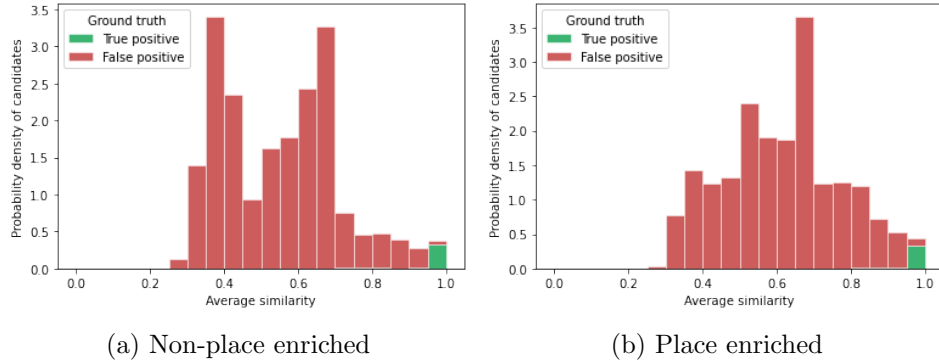 Ground truth
True positive
False positive
Probability density of candidates
3.5
3.0
2.5
2.0
1.5
1.0
0.5
0.0
0.0 0.2 0.4 0.6 0.8 1.0
Average similarity
(a) Non-place enriched
Ground truth
True positive
False positive
Probability density of candidates
3.5
3.0
2.5
2.0
1.5
1.0
0.5
0.0
0.0 0.2 0.4 0.6 0.8 1.0
Average similarity
(b) Place enriched